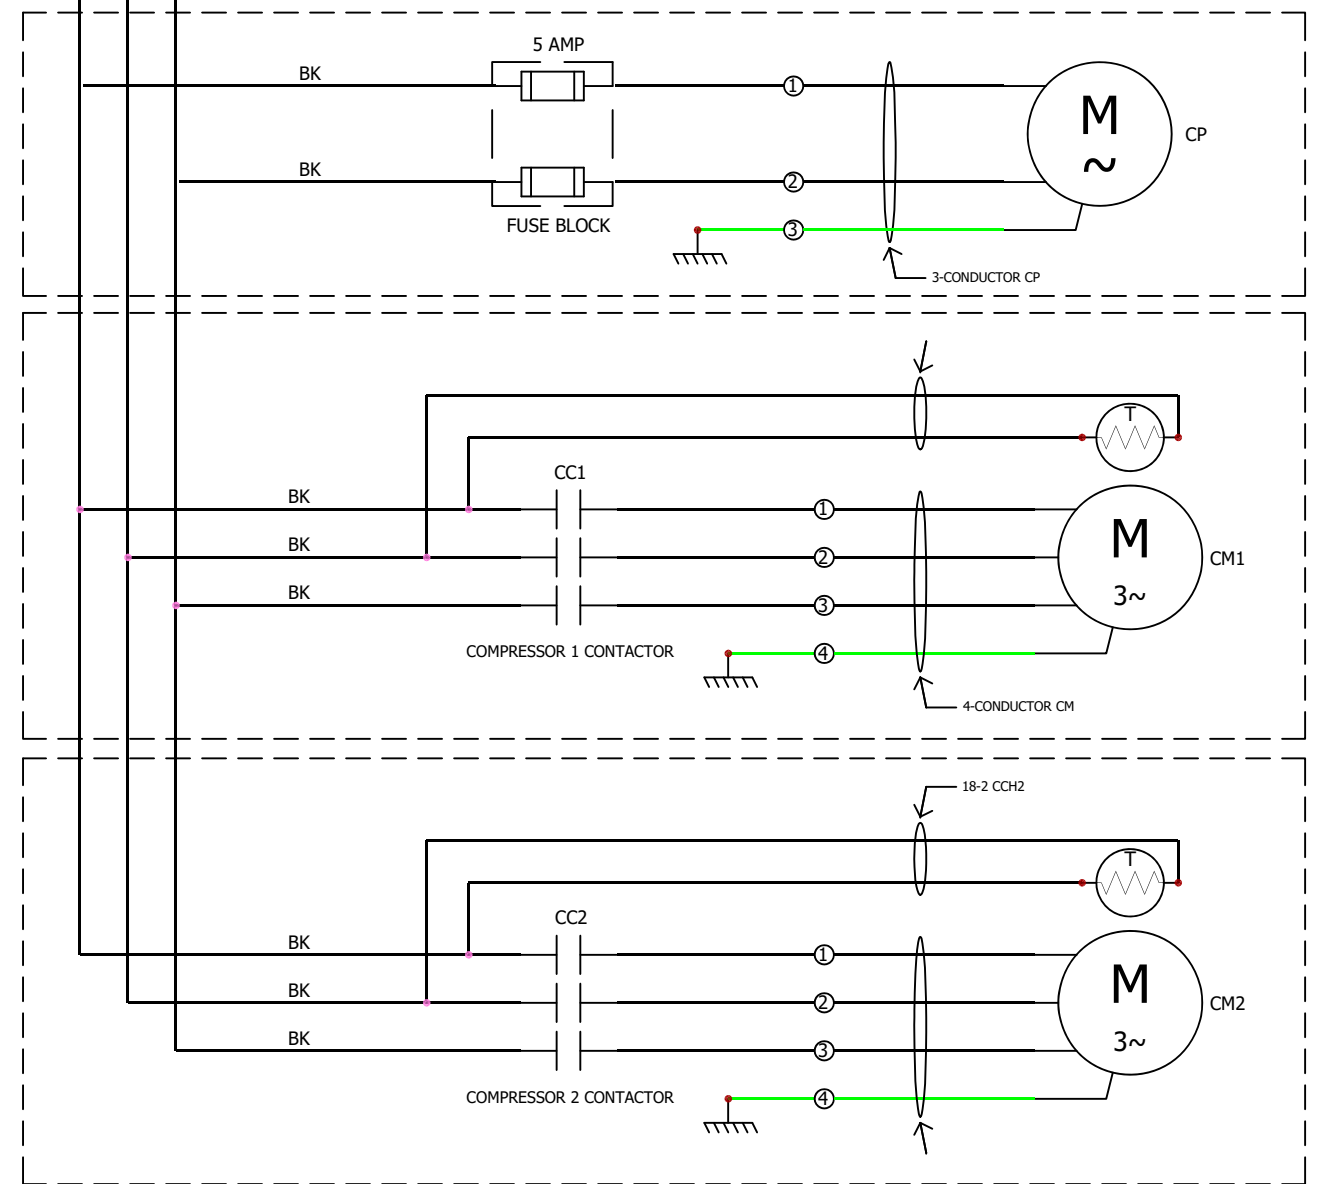 5 AMP
BK
1
M
~
CP
BK
2
FUSE BLOCK
3
3-CONDUCTOR CP
T
CC1
BK
1
BK
2
M
3~
CM1
BK
3
COMPRESSOR 1 CONTACTOR
4
4-CONDUCTOR CM
18-2 CCH2
T
CC2
BK
1
BK
2
M
3~
CM2
BK
3
COMPRESSOR 2 CONTACTOR
4